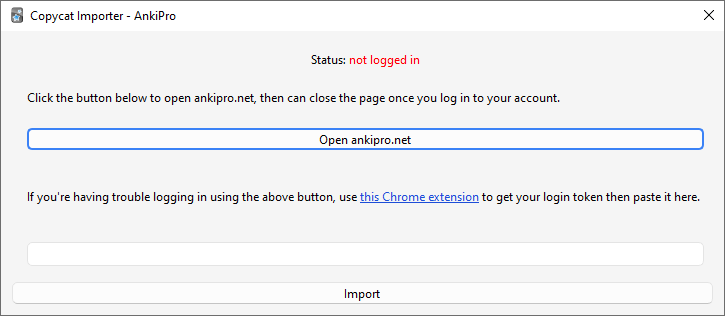 Copycat Importer - AnkiPro
Status: not logged in
Click the button below to open ankipro.net, then can close the page once you log in to your account.
Open ankipro.net
If you're having trouble logging in using the above button, use this Chrome extension to get your login token then paste it here.
Import